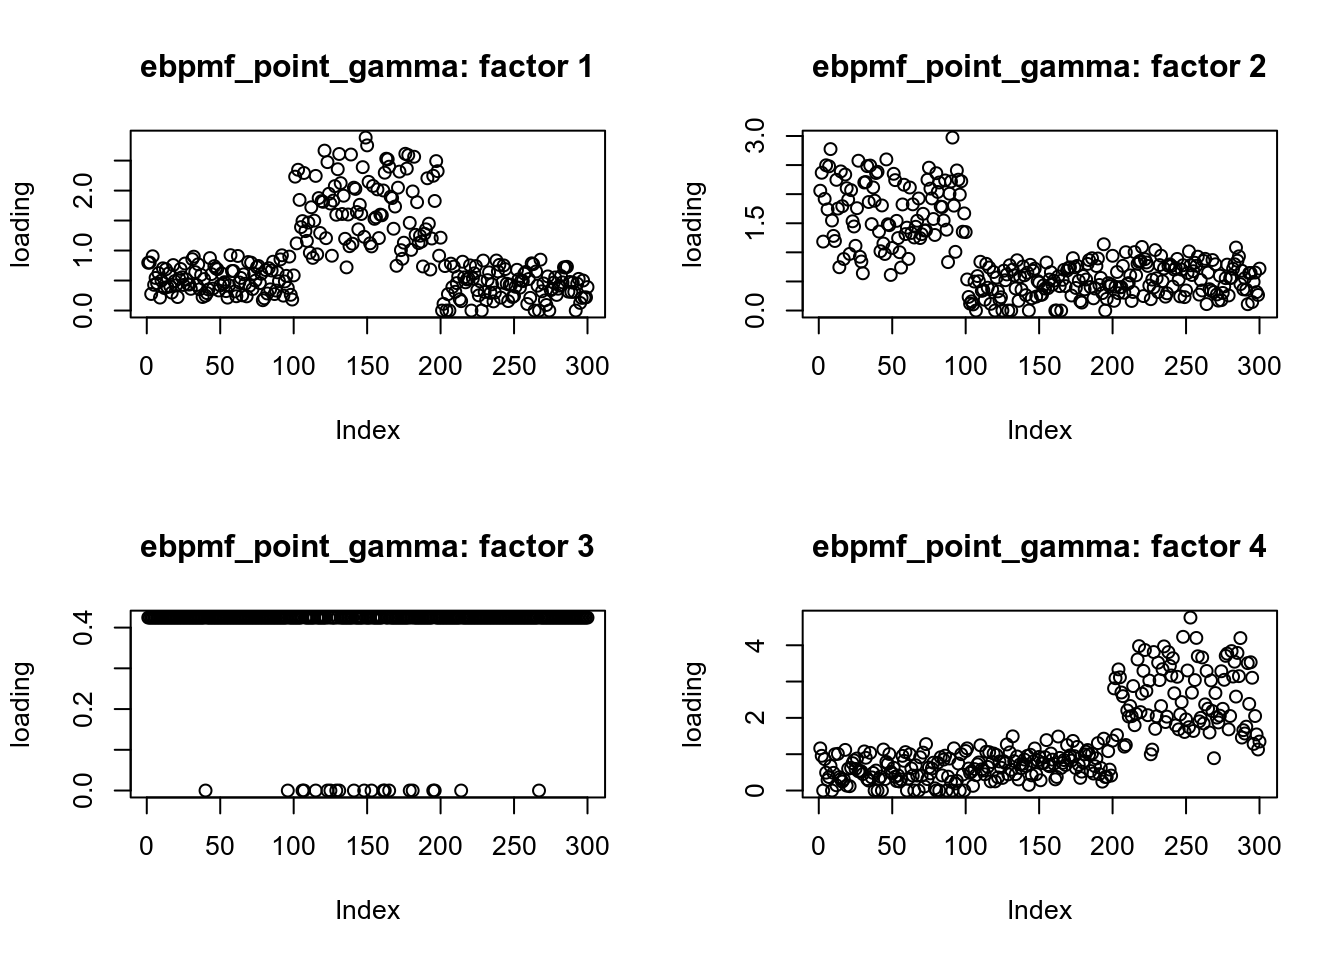 ebpmf_point_gamma: factor 1
loading
0.0 1.0 2.0
0 50 100 150 200 250 300
Index
ebpmf_point_gamma: factor 2
loading
0.0 1.5 3.0
0 50 100 150 200 250 300
Index
ebpmf_point_gamma: factor 3
loading
0.0 0.2 0.4
0 50 100 150 200 250 300
Index
ebpmf_point_gamma: factor 4
loading
0 2 4
0 50 100 150 200 250 300
Index